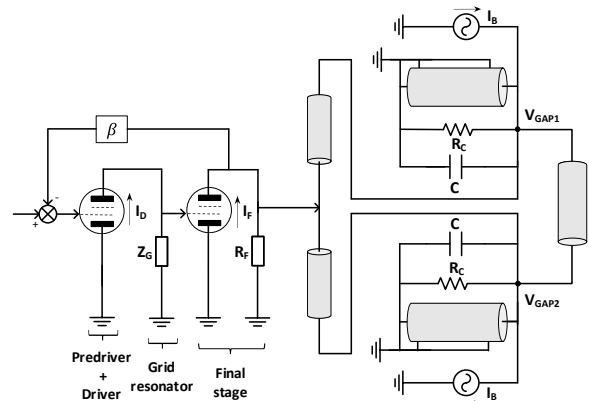 I_B
V_GAP1
R_C
C
β
-
+
I_D
I_F
Z_G
R_F
C
R_C
V_GAP2
Predriver
+
Driver
Grid
resonator
Final
stage
I_B